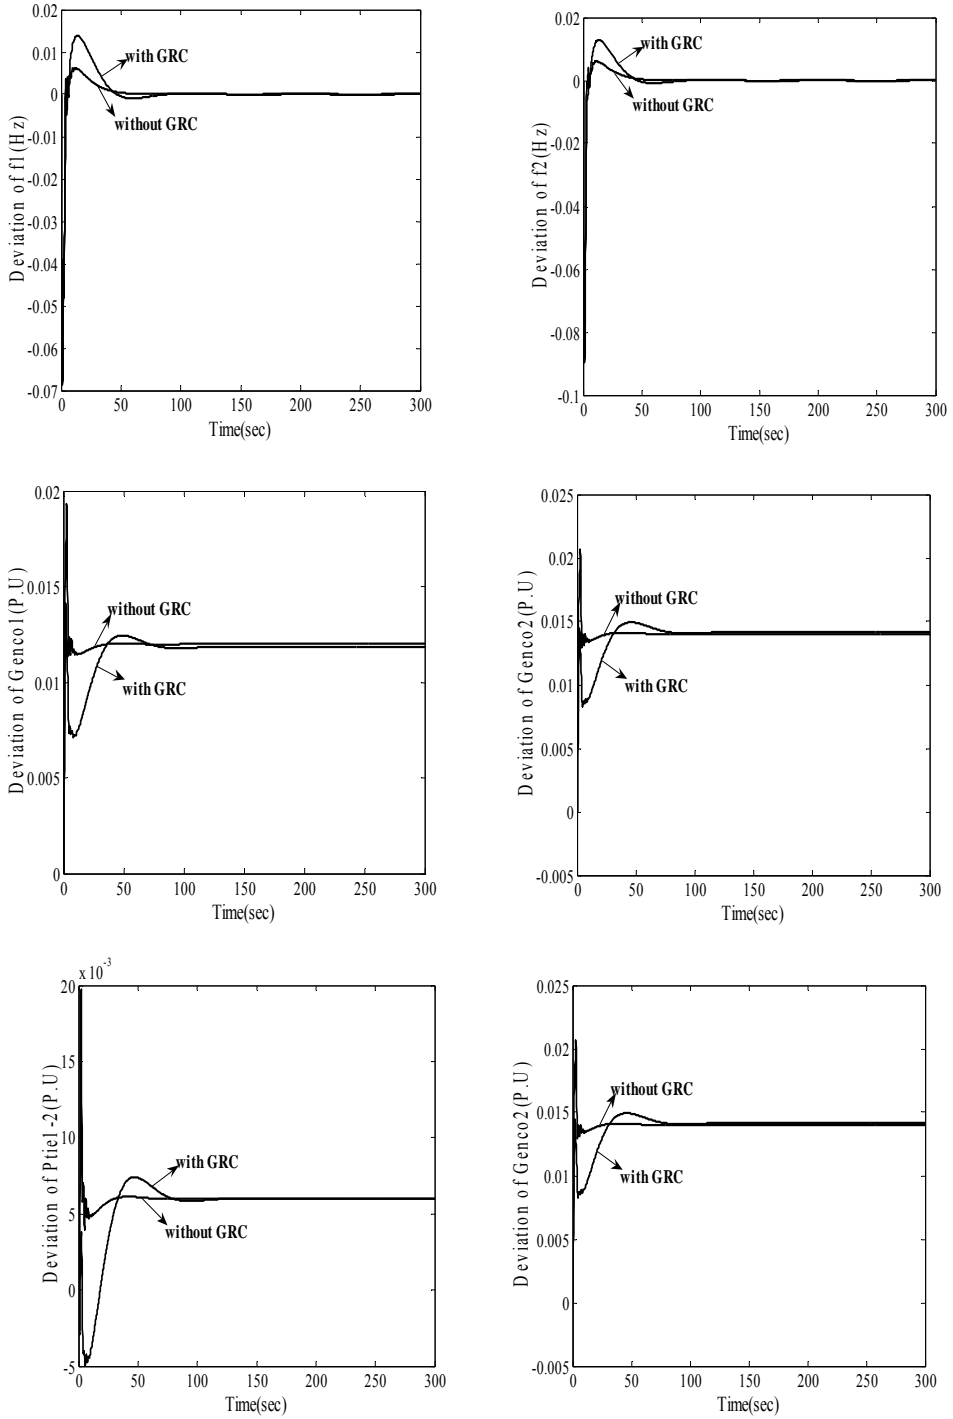 0.02
0.01
0
-0.01
-0.02
-0.03
-0.04
-0.05
-0.06
-0.07
Deviation of f1(Hz)
with GRC
without GRC
0 50 100 150 200 250 300
Time(sec)
0.02
0
-0.02
-0.04
-0.06
-0.08
-0.1
Deviation of f2(Hz)
with GRC
without GRC
0 50 100 150 200 250 300
Time(sec)
0.02
0.015
0.01
0.005
0
Deviation of Genco1(P.U)
without GRC
with GRC
0 50 100 150 200 250 300
Time(sec)
0.025
0.02
0.015
0.01
0.005
0
-0.005
Deviation of Genco2(P.U)
without GRC
with GRC
0 50 100 150 200 250 300
Time(sec)
x 10⁻³
20
15
10
5
0
-5
Deviation of Ptie1-2(P.U)
with GRC
without GRC
0 50 100 150 200 250 300
Time(sec)
0.025
0.02
0.015
0.01
0.005
0
-0.005
Deviation of Genco2(P.U)
without GRC
with GRC
0 50 100 150 200 250 300
Time(sec)